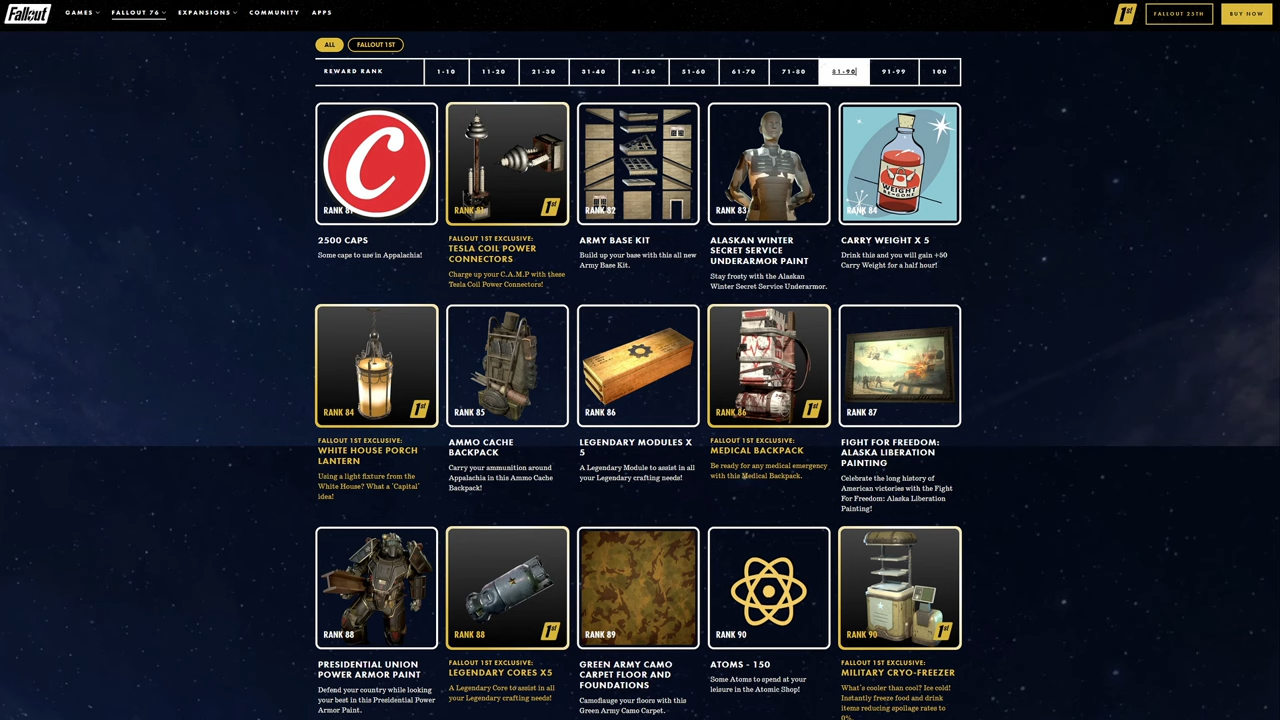 Fallout
GAMES
FALLOUT 76
EXPANSIONS
COMMUNITY
APPS
1st
FALLOUT 25TH
BUY NOW
ALL
FALLOUT 1ST
REWARD RANK
1-10
11-20
21-30
31-40
41-50
51-60
61-70
71-80
81-90
91-99
100
C
RANK 81
RANK 81
1st
RANK 82
RANK 83
WEIGHT
BE-GONE
RANK 84
2500 CAPS
Some caps to use in Appalachia!
FALLOUT 1ST EXCLUSIVE:
TESLA COIL POWER
CONNECTORS
Charge up your C.A.M.P with these
Tesla Coil Power Connectors!
ARMY BASE KIT
Build up your base with this all new
Army Base Kit.
ALASKAN WINTER
SECRET SERVICE
UNDERARMOR PAINT
Stay frosty with the Alaskan
Winter Secret Service Underarmor.
CARRY WEIGHT X 5
Drink this and you will gain +50
Carry Weight for a half hour!
RANK 84
1st
RANK 85
RANK 86
RANK 86
1st
RANK 87
FALLOUT 1ST EXCLUSIVE:
WHITE HOUSE PORCH
LANTERN
Using a light fixture from the
White House? What a 'Capital'
idea!
AMMO CACHE
BACKPACK
Carry your ammunition around
Appalachia in this Ammo Cache
Backpack!
LEGENDARY MODULES X
5
A Legendary Module to assist in all
your Legendary crafting needs!
FALLOUT 1ST EXCLUSIVE:
MEDICAL BACKPACK
Be ready for any medical emergency
with this Medical Backpack.
FIGHT FOR FREEDOM:
ALASKA LIBERATION
PAINTING
Celebrate the long history of
American victories with the Fight
For Freedom: Alaska Liberation
Painting!
RANK 88
RANK 88
1st
RANK 89
RANK 90
RANK 90
1st
PRESIDENTIAL UNION
POWER ARMOR PAINT
Defend your country while looking
your best in this Presidential Power
Armor Paint.
FALLOUT 1ST EXCLUSIVE:
LEGENDARY CORES X5
A Legendary Core to assist in all
your Legendary crafting needs!
GREEN ARMY CAMO
CARPET FLOOR AND
FOUNDATIONS
Camoflauge your floors with this
Green Army Camo Carpet.
ATOMS - 150
Some Atoms to spend at your
leisure in the Atomic Shop!
FALLOUT 1ST EXCLUSIVE:
MILITARY CRYO-FREEZER
What's cooler than cool? Ice cold!
Instantly freeze food and drink
items reducing spoilage rates to
0%.